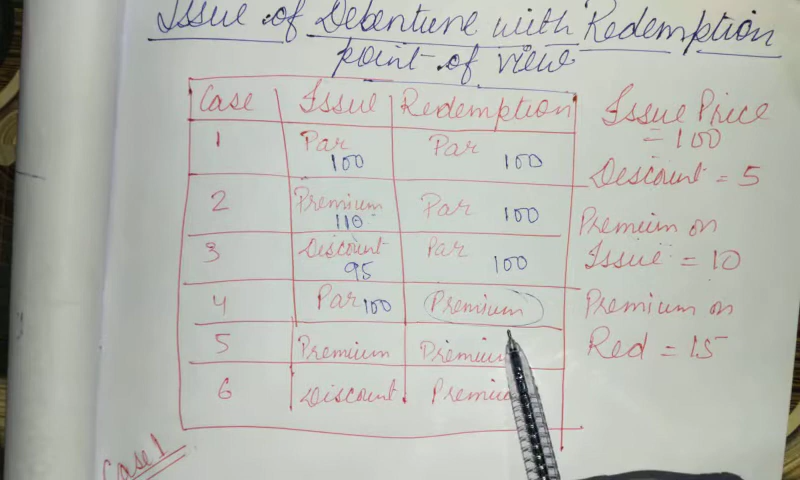 Issue of Debenture with Redemption
point of view
Case Issue Redemption
1 Par 100 Par 100
2 Premium 110 Par 100
3 Discount 95 Par 100
4 Par 100 Premium
5 Premium Premium
6 Discount Premium
Issue Price
= 100
Descount = 5
Premium on
Issue = 10
Premium on
Red = 15
Case 1